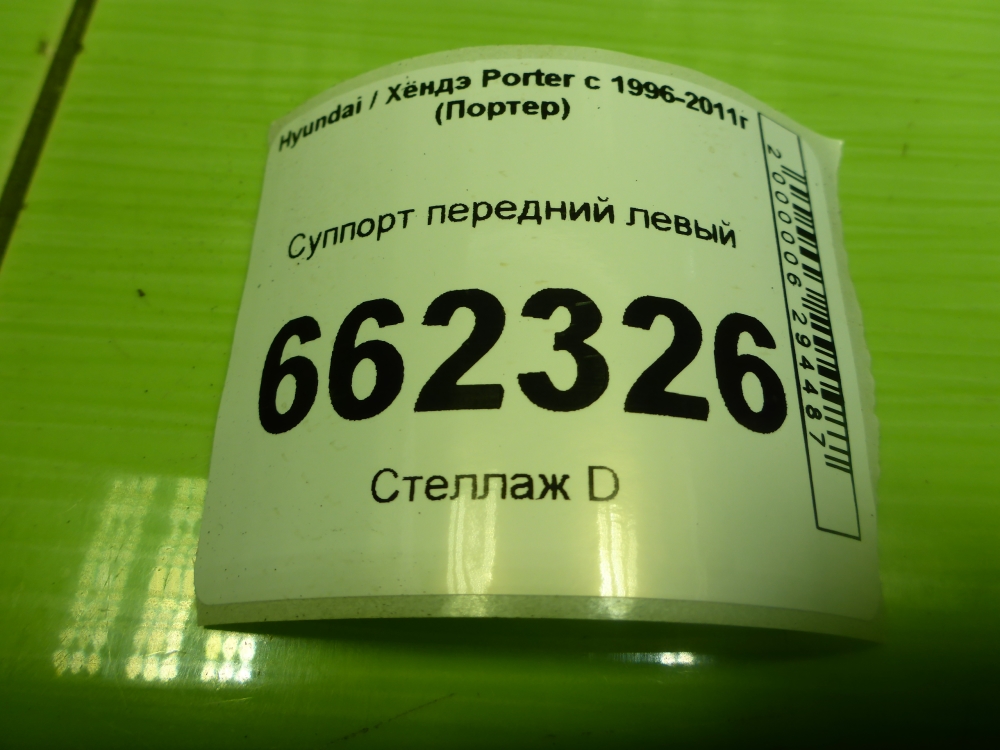 Hyundai / Хёндэ Porter с 1996-2011г
(Портер)
Суппорт передний левый
662326
Стеллаж D
2000006294487